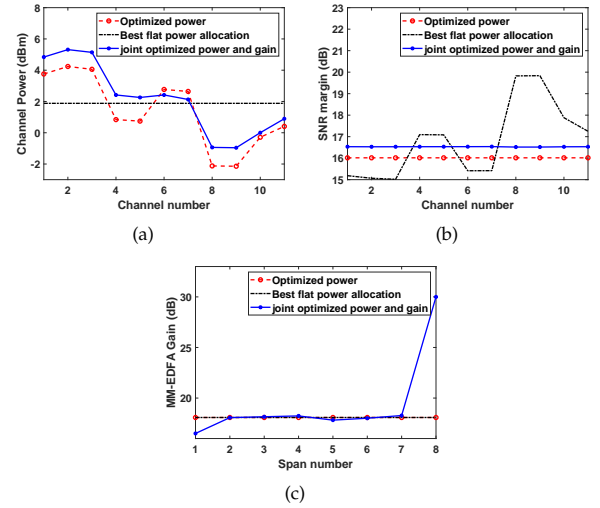 (a)
Channel Power (dBm)
8
6
4
2
0
-2
Optimized power
Best flat power allocation
joint optimized power and gain
2 4 6 8 10
Channel number
(a)
SNR margin (dB)
21
20
19
18
17
16
15
Optimized power
Best flat power allocation
joint optimized power and gain
2 4 6 8 10
Channel number
(b)
MM-EDFA Gain (dB)
30
20
Optimized power
Best flat power allocation
joint optimized power and gain
1 2 3 4 5 6 7 8
Span number
(c)